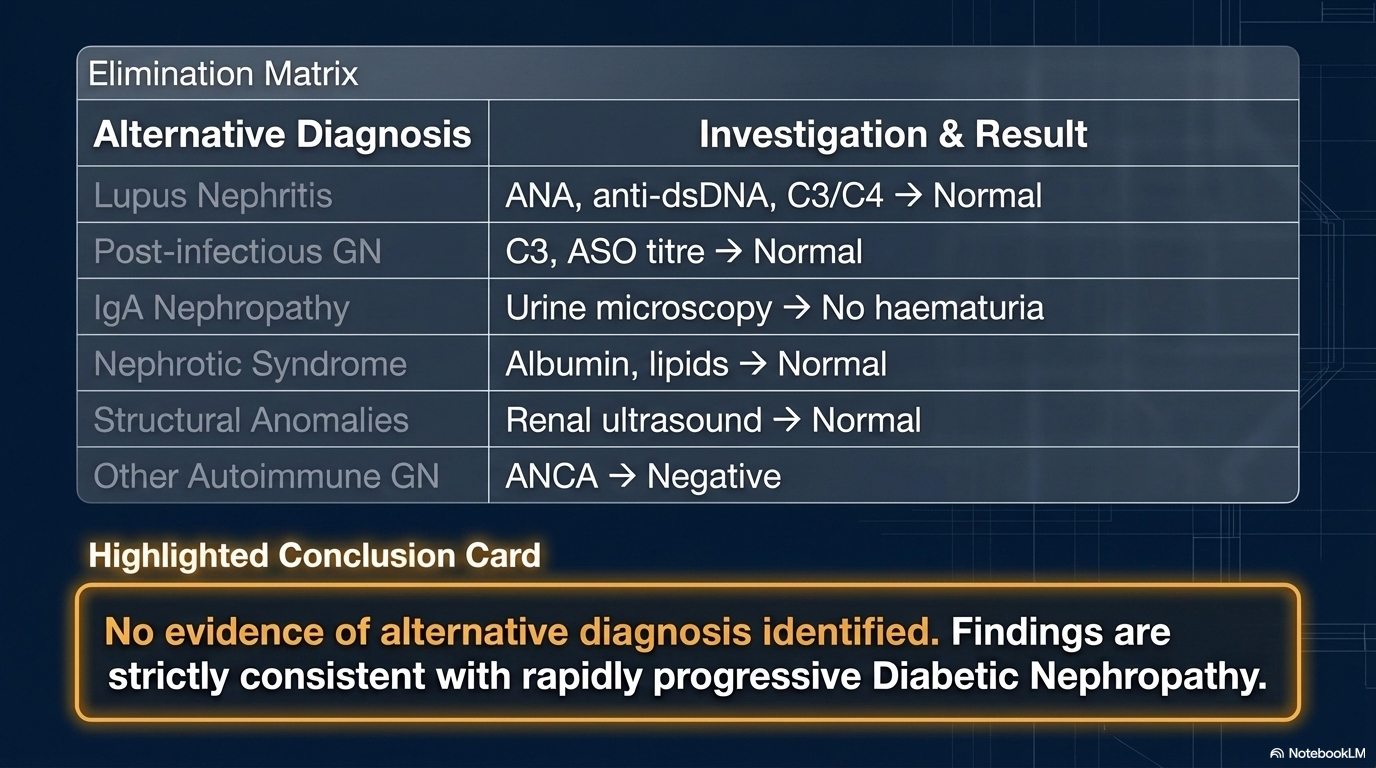 Elimination Matrix
Alternative Diagnosis Investigation & Result
Lupus Nephritis ANA, anti-dsDNA, C3/C4 → Normal
Post-infectious GN C3, ASO titre → Normal
IgA Nephropathy Urine microscopy → No haematuria
Nephrotic Syndrome Albumin, lipids → Normal
Structural Anomalies Renal ultrasound → Normal
Other Autoimmune GN ANCA → Negative
Highlighted Conclusion Card
No evidence of alternative diagnosis identified. Findings are
strictly consistent with rapidly progressive Diabetic Nephropathy.
NotebookLM